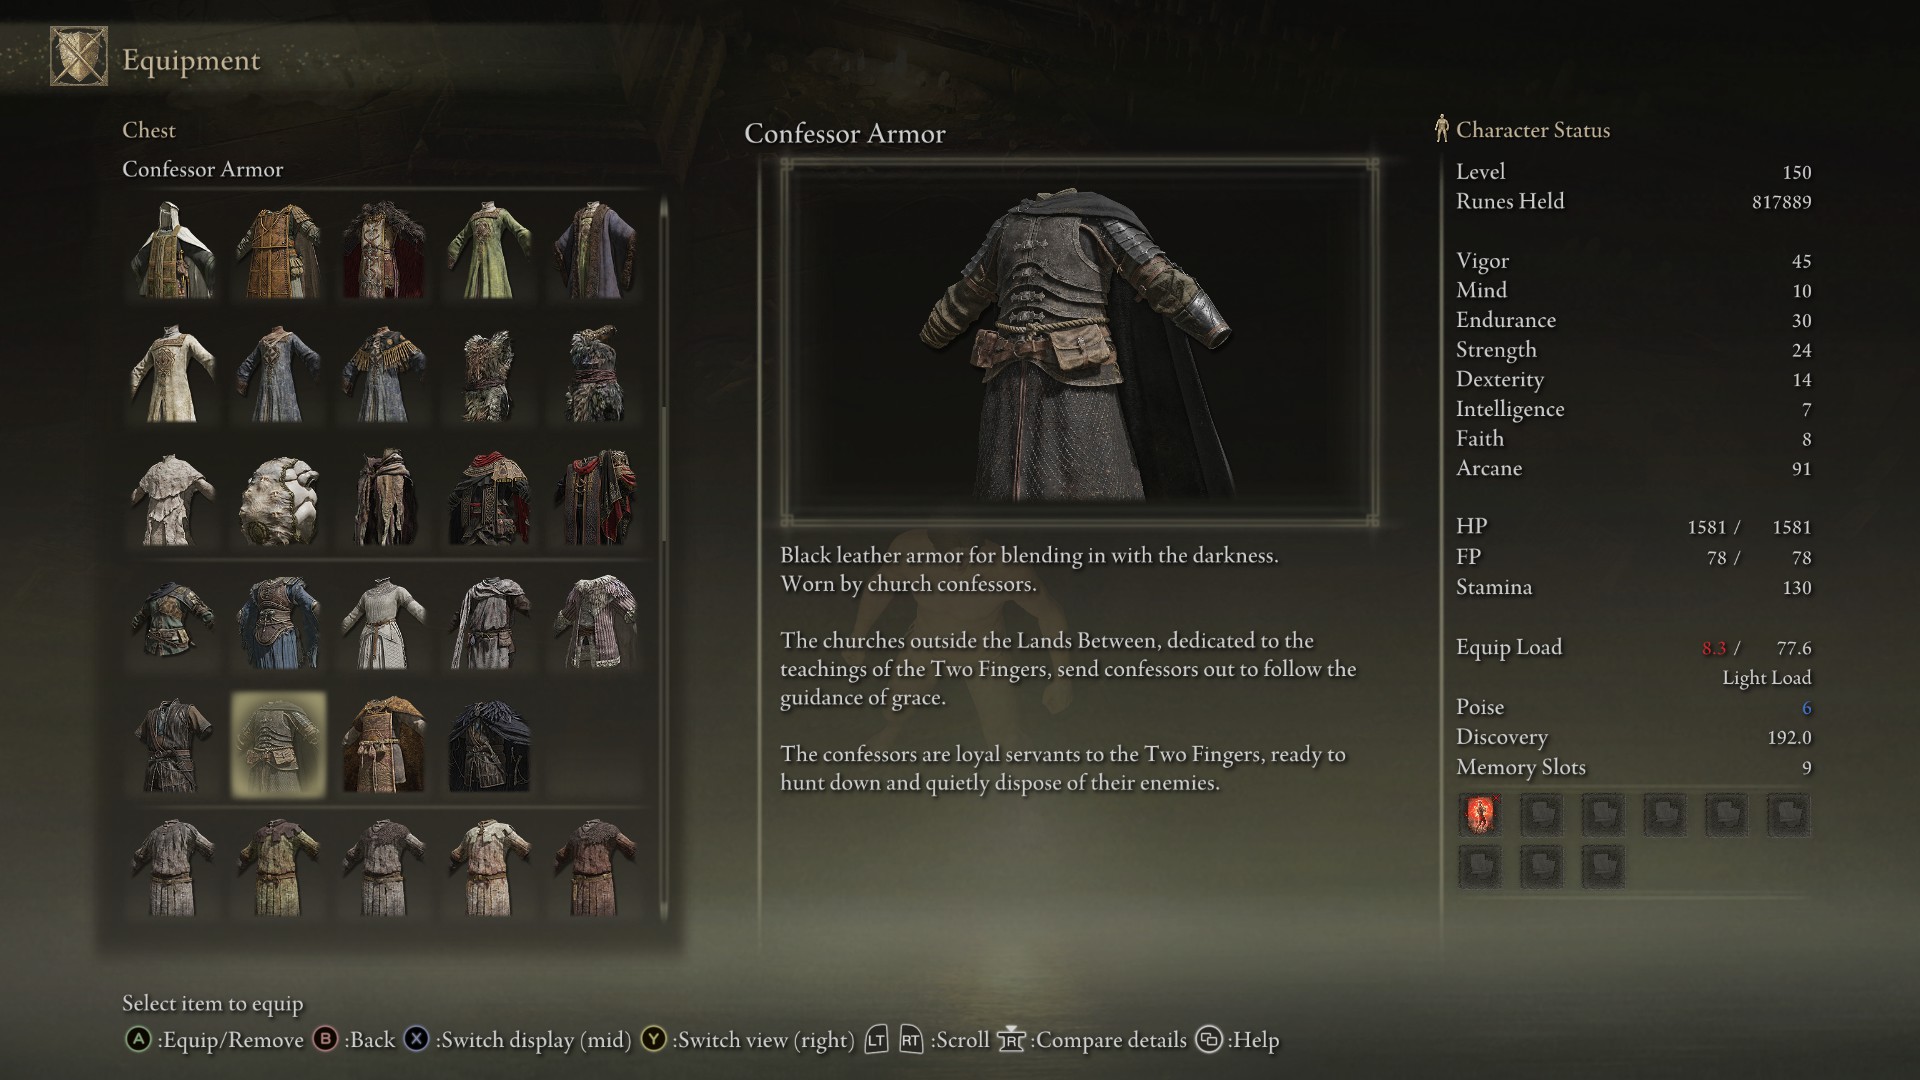 Equipment
Chest
Confessor Armor
Confessor Armor
Black leather armor for blending in with the darkness.
Worn by church confessors.
The churches outside the Lands Between, dedicated to the
teachings of the Two Fingers, send confessors out to follow the
guidance of grace.
The confessors are loyal servants to the Two Fingers, ready to
hunt down and quietly dispose of their enemies.
Character Status
Level 150
Runes Held 817889
Vigor 45
Mind 10
Endurance 30
Strength 24
Dexterity 14
Intelligence 7
Faith 8
Arcane 91
HP 1581 / 1581
FP 78 / 78
Stamina 130
Equip Load 8.3 / 77.6
Light Load
Poise 6
Discovery 192.0
Memory Slots 9
Select item to equip
A :Equip/Remove B :Back X :Switch display (mid) Y :Switch view (right) LT RT :Scroll R :Compare details :Help